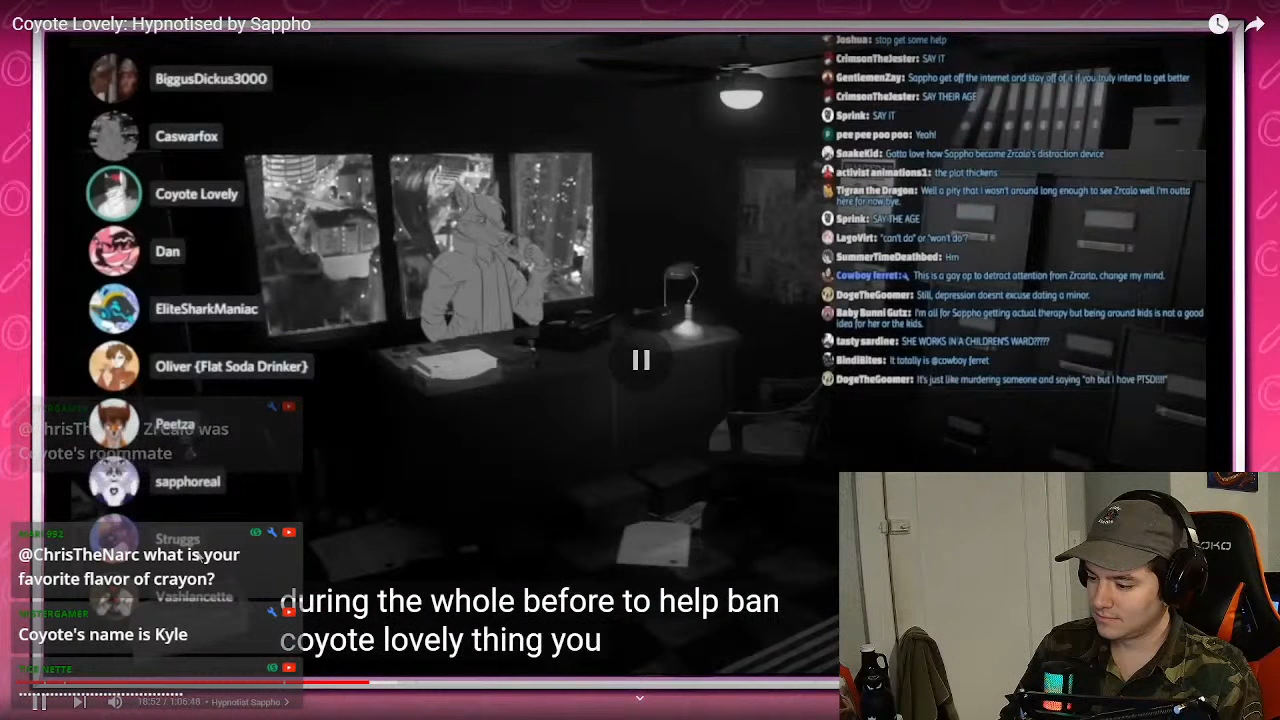 Coyote Lovely: Hypnotised by Sappho
BiggusDickus3000
Caswarfox
Coyote Lovely
Dan
EliteSharkManiac
Oliver {Flat Soda Drinker}
Peetza
sapphoreal
Struggs
Vashlancette
Joshua: stop get some help
CrimsonTheJester: SAY IT
GentlemenZay: Sappho get off the internet and stay off of it if you truly intend to get better
CrimsonTheJester: SAY THEIR AGE
Sprink: SAY IT
pee pee poo poo: Yeah!
SnakeKid: Gotta love how Sappho became Zrcalo's distraction device
activist animations1: the plot thickens
Tigran the Dragon: Well a pity that I wasn't around long enough to see Zrcalo well I'm outta
here for now bye.
Sprink: SAY THE AGE
LagoVirt: "can't do" or "won't do"?
SummerTimeDeathbed: Hm
Cowboy ferret: This is a gay op to detract attention from Zrcarlo, change my mind.
DogeTheGoomer: Still, depression doesnt excuse dating a minor.
Baby Bunni Gutz: I'm all for Sappho getting actual therapy but being around kids is not a good
idea for her or the kids.
tasty sardine: SHE WORKS IN A CHILDREN'S WARD?????
BindiBites: It totally is @cowboy ferret
DogeTheGoomer: It's just like murdering someone and saying "oh but I have PTSD!!!!"
Zrcalo was
Coyote's roommate
@ChrisTheNarc what is your
favorite flavor of crayon?
Coyote's name is Kyle
during the whole before to help ban
coyote lovely thing you
18:52 / 1:06:48 • Hypnotist Sappho